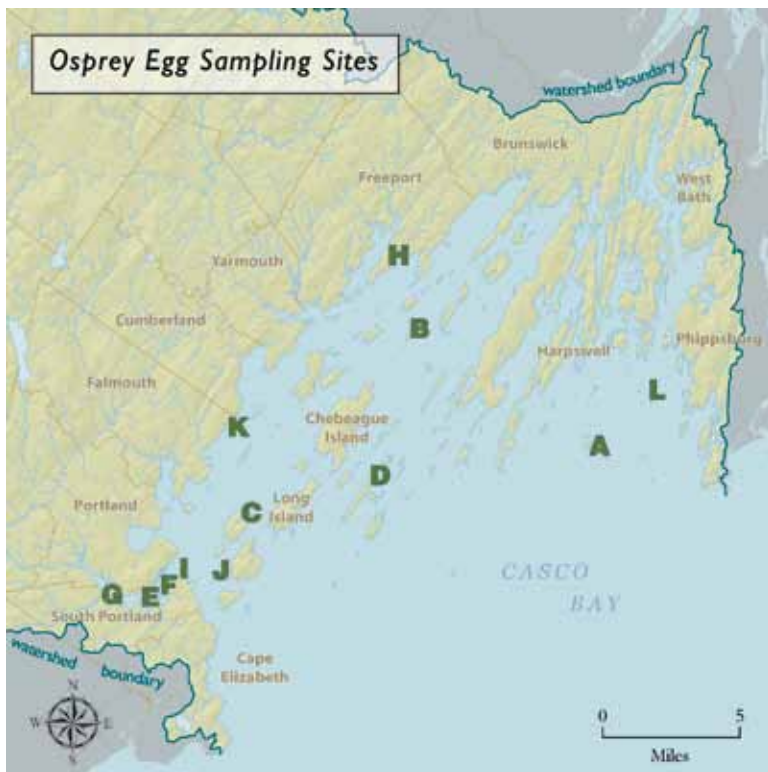 Osprey Egg Sampling Sites
watershed boundary
Brunswick
Freeport
West
Bath
H
Yarmouth
B
Cumberland
Harpswell
Phippsburg
Falmouth
L
Chebeague
Island
K
A
D
Portland
C
Long
Island
I
J
F
G
E
South Portland
CASCO
BAY
watershed boundary
Cape
Elizabeth
N
W
E
S
0
5
Miles